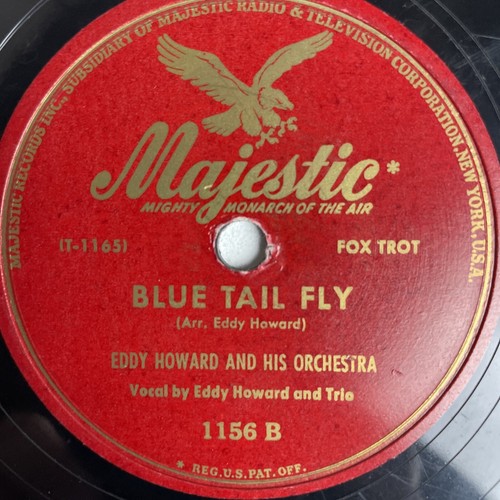 MAJESTIC RECORDS INC., SUBSIDIARY OF MAJESTIC RADIO & TELEVISION CORPORATION NEW YORK, U.S.A.
Majestic*
MIGHTY MONARCH OF THE AIR
(T-1165) FOX TROT
BLUE TAIL FLY
(Arr. Eddy Howard)
EDDY HOWARD AND HIS ORCHESTRA
Vocal by Eddy Howard and Trio
1156 B
* REG. U.S. PAT. OFF.